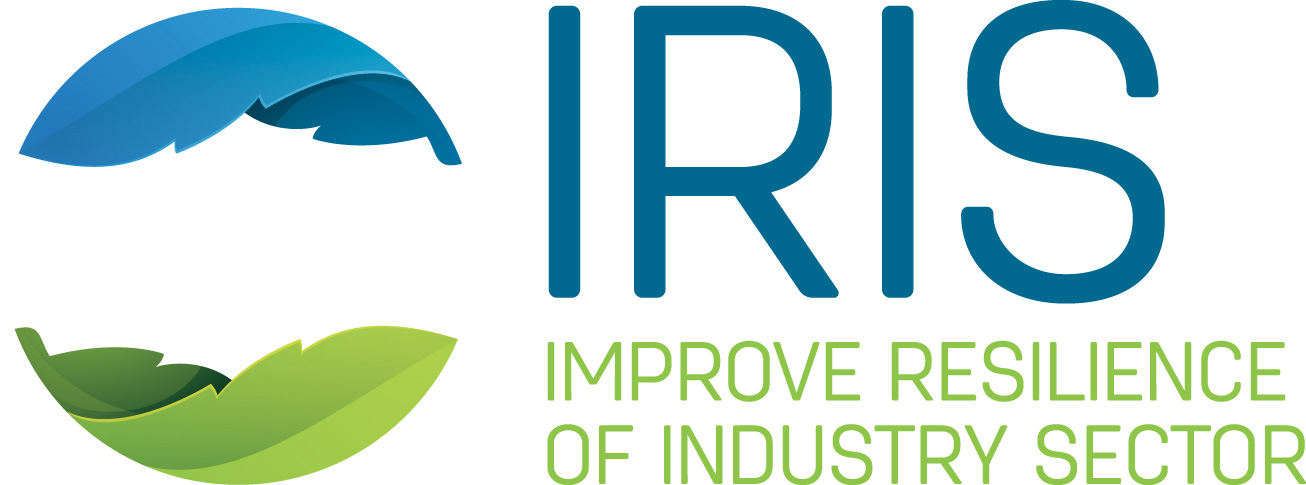 IRIS
IMPROVE RESILIENCE
OF INDUSTRY SECTOR